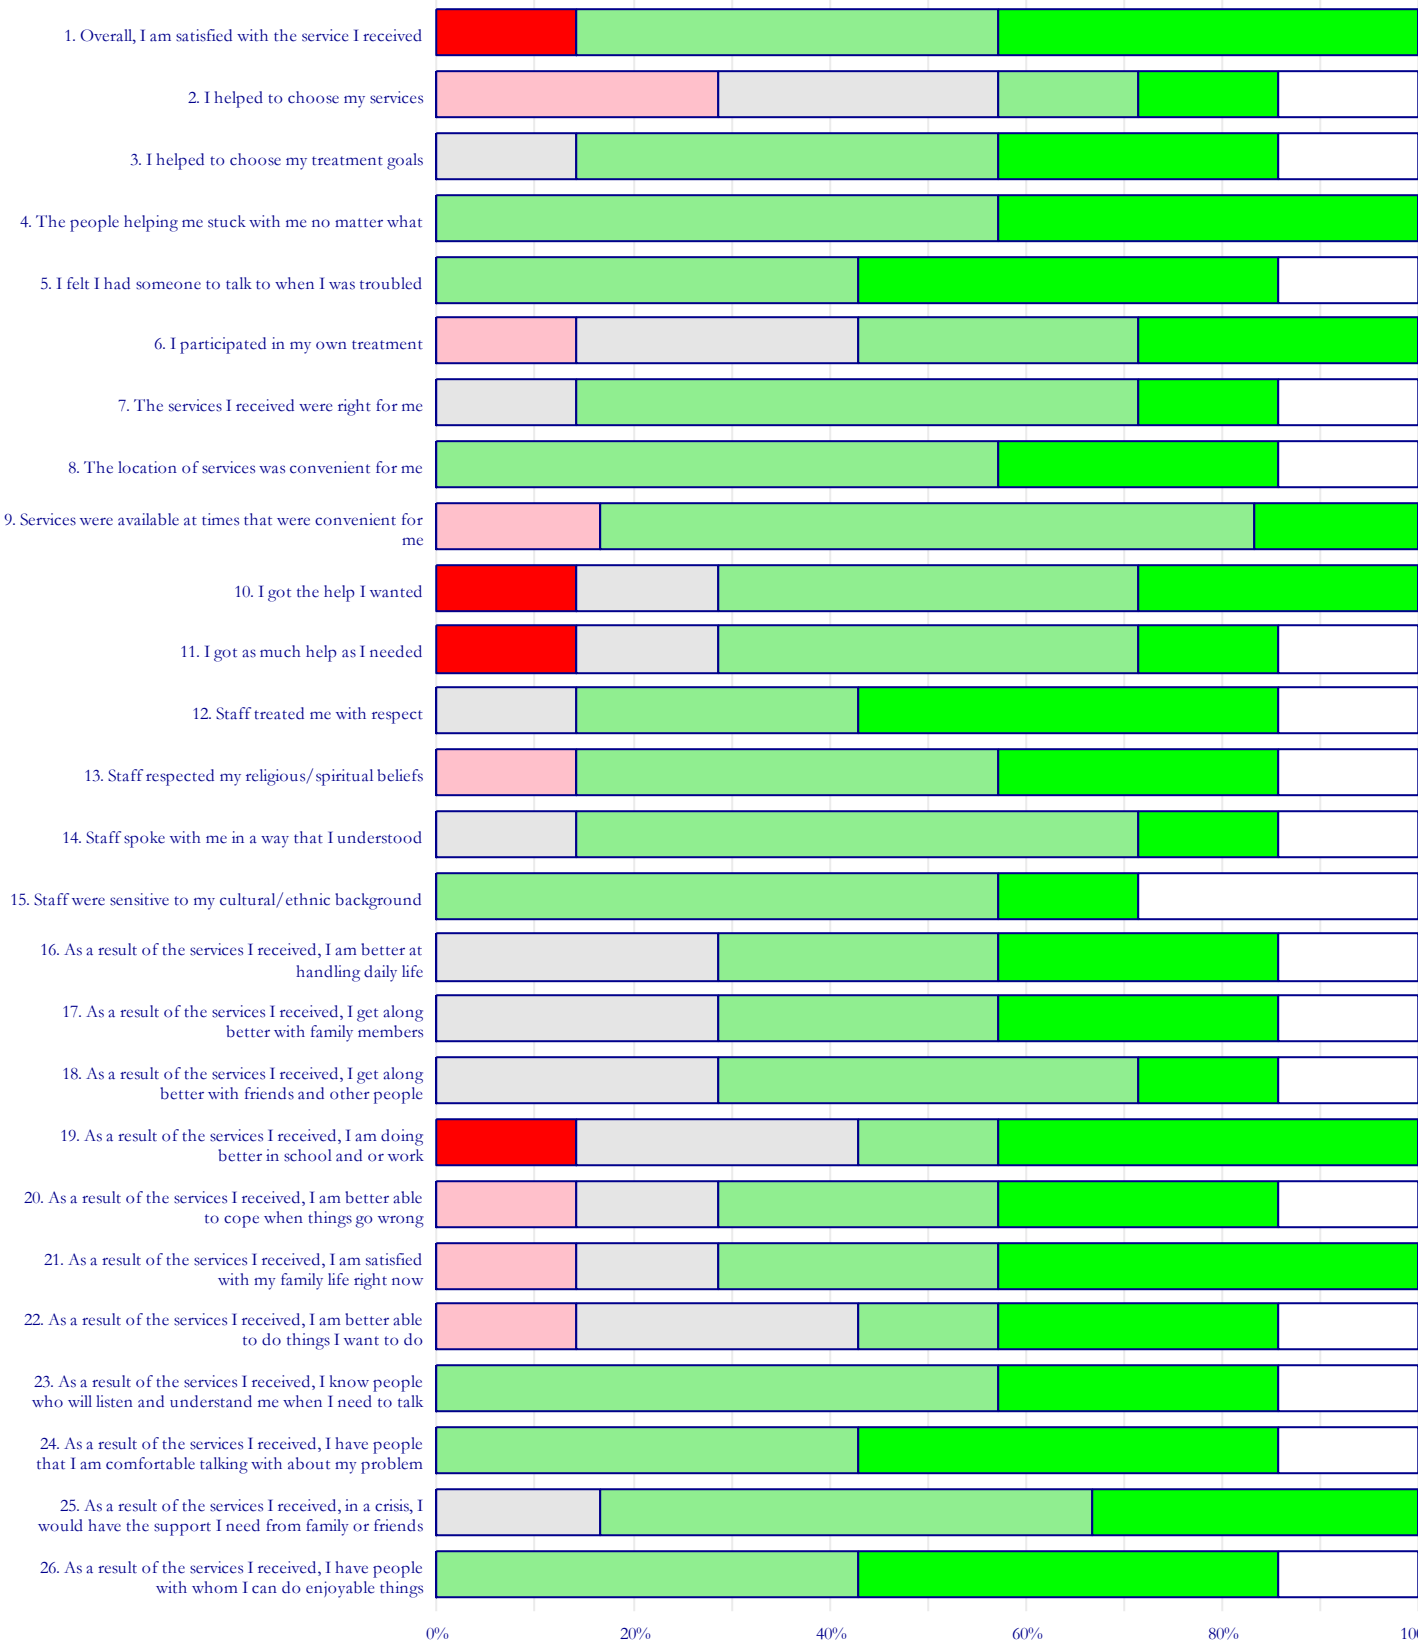 1. Overall, I am satisfied with the service I received
2. I helped to choose my services
3. I helped to choose my treatment goals
4. The people helping me stuck with me no matter what
5. I felt I had someone to talk to when I was troubled
6. I participated in my own treatment
7. The services I received were right for me
8. The location of services was convenient for me
9. Services were available at times that were convenient for
me
10. I got the help I wanted
11. I got as much help as I needed
12. Staff treated me with respect
13. Staff respected my religious/spiritual beliefs
14. Staff spoke with me in a way that I understood
15. Staff were sensitive to my cultural/ethnic background
16. As a result of the services I received, I am better at
handling daily life
17. As a result of the services I received, I get along
better with family members
18. As a result of the services I received, I get along
better with friends and other people
19. As a result of the services I received, I am doing
better in school and or work
20. As a result of the services I received, I am better able
to cope when things go wrong
21. As a result of the services I received, I am satisfied
with my family life right now
22. As a result of the services I received, I am better able
to do things I want to do
23. As a result of the services I received, I know people
who will listen and understand me when I need to talk
24. As a result of the services I received, I have people
that I am comfortable talking with about my problem
25. As a result of the services I received, in a crisis, I
would have the support I need from family or friends
26. As a result of the services I received, I have people
with whom I can do enjoyable things
0% 20% 40% 60% 80%